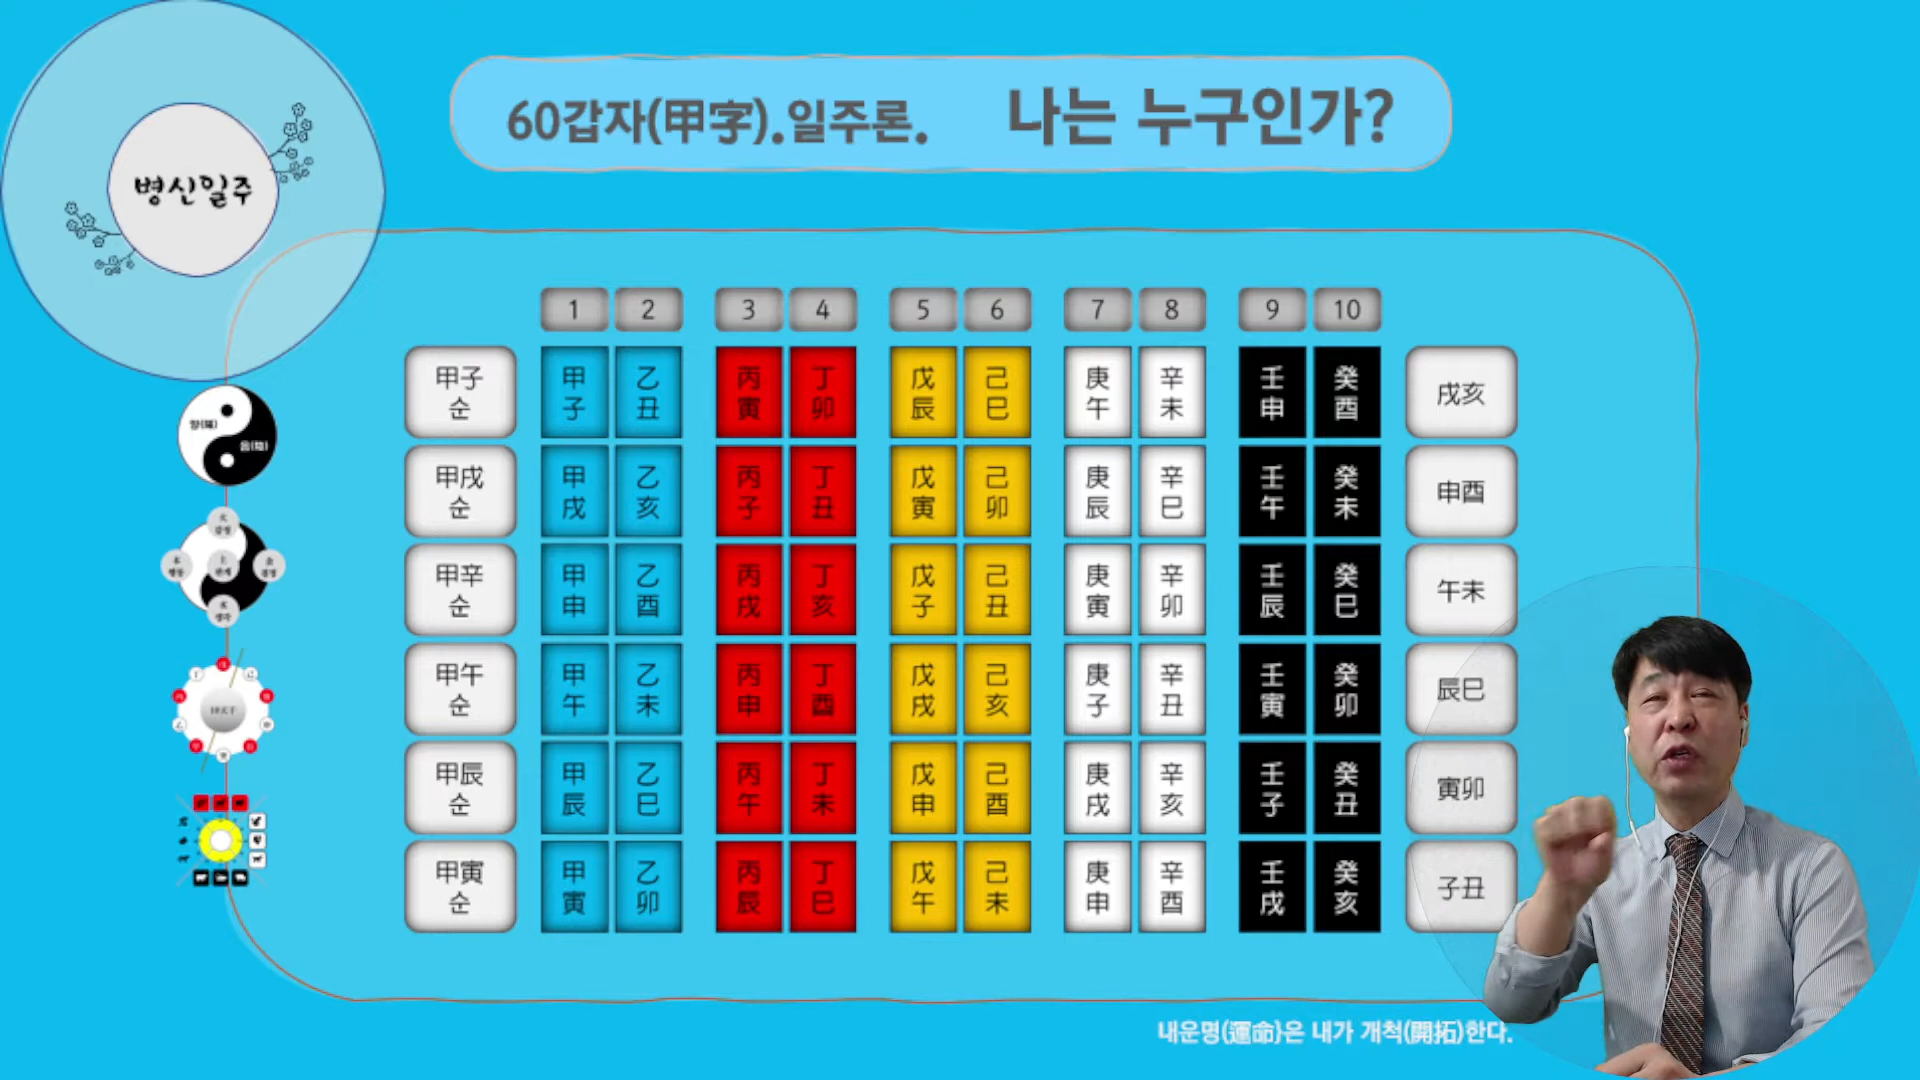 병신일주
60갑자(甲字).일주론. 나는 누구인가?
1 2 3 4 5 6 7 8 9 10
甲子순 甲子 乙丑 丙寅 丁卯 戊辰 己巳 庚午 辛未 壬申 癸酉 戌亥
甲戌순 甲戌 乙亥 丙子 丁丑 戊寅 己卯 庚辰 辛巳 壬午 癸未 申酉
甲辛순 甲申 乙酉 丙戌 丁亥 戊子 己丑 庚寅 辛卯 壬辰 癸巳 午未
甲午순 甲午 乙未 丙申 丁酉 戊戌 己亥 庚子 辛丑 壬寅 癸卯 辰巳
甲辰순 甲辰 乙巳 丙午 丁未 戊申 己酉 庚戌 辛亥 壬子 癸丑 寅卯
甲寅순 甲寅 乙卯 丙辰 丁巳 戊午 己未 庚申 辛酉 壬戌 癸亥 子丑
양(陽)
음(陰)
내운명(運命)은 내가 개척(開拓)한다.